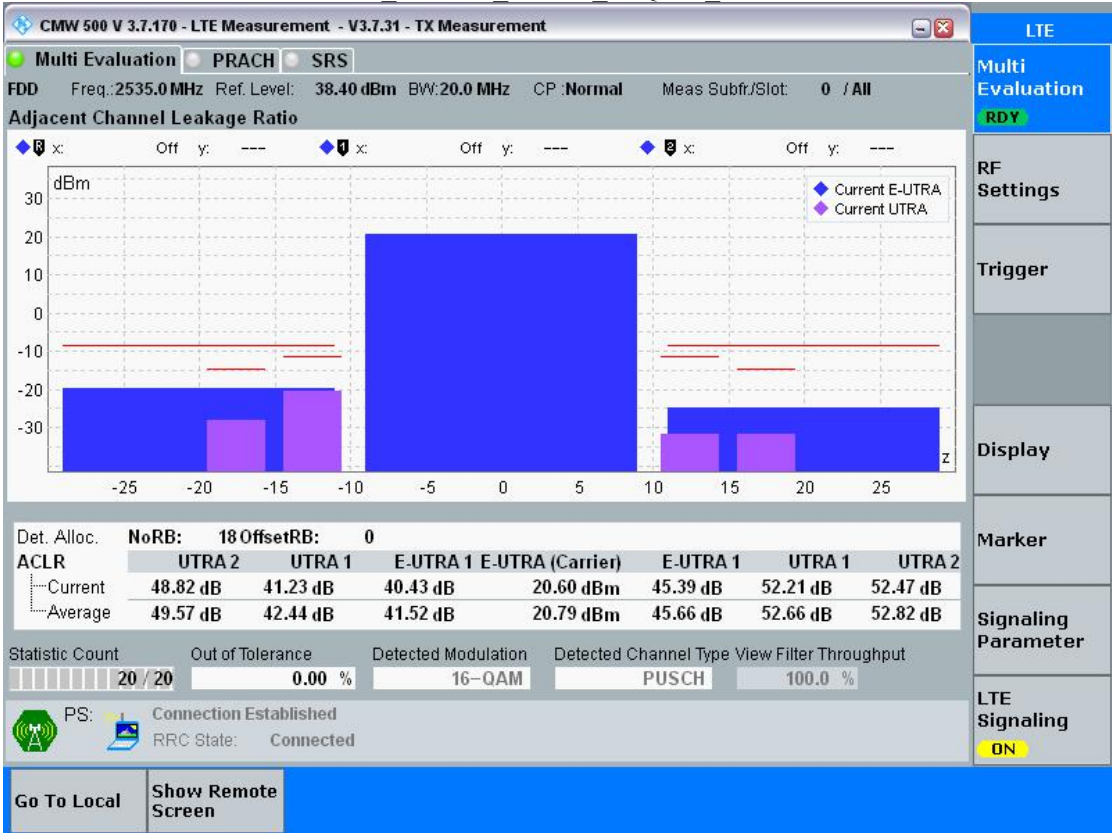 CMW 500 V 3.7.170 - LTE Measurement - V3.7.31 - TX Measurement
LTE
Multi Evaluation PRACH SRS
Multi Evaluation
RDY
FDD Freq.:2535.0 MHz Ref. Level: 38.40 dBm BW:20.0 MHz CP :Normal Meas Subfr./Slot: 0 / All
Adjacent Channel Leakage Ratio
R x: Off y: --- 1 x: Off y: --- 2 x: Off y: ---
dBm
Current E-UTRA
Current UTRA
30
20
10
0
-10
-20
-30
z
-25 -20 -15 -10 -5 0 5 10 15 20 25
RF Settings
Trigger
Display
Marker
Signaling Parameter
LTE Signaling
ON
Det. Alloc. NoRB: 18 OffsetRB: 0
ACLR UTRA 2 UTRA 1 E-UTRA 1 E-UTRA (Carrier) E-UTRA 1 UTRA 1 UTRA 2
Current 48.82 dB 41.23 dB 40.43 dB 20.60 dBm 45.39 dB 52.21 dB 52.47 dB
Average 49.57 dB 42.44 dB 41.52 dB 20.79 dBm 45.66 dB 52.66 dB 52.82 dB
Statistic Count Out of Tolerance Detected Modulation Detected Channel Type View Filter Throughput
20 / 20 0.00 % 16-QAM PUSCH 100.0 %
PS: Connection Established
RRC State: Connected
Go To Local
Show Remote Screen